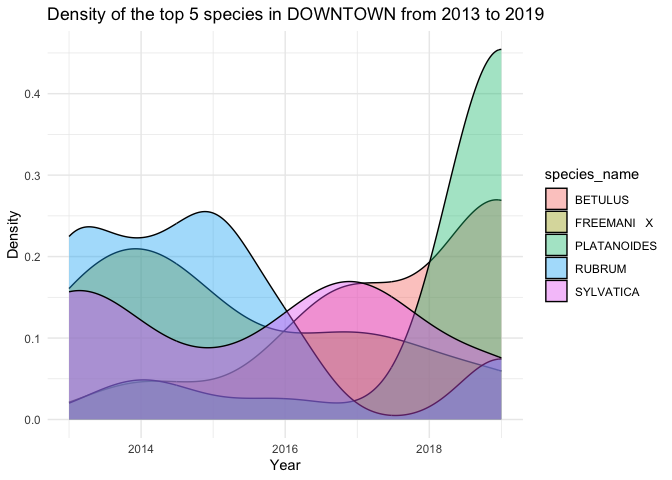 Density of the top 5 species in DOWNTOWN from 2013 to 2019
0.4
0.3
0.2
0.1
0.0
Density
2014 2016 2018
Year
species_name
BETULUS
FREEMANI   X
PLATANOIDES
RUBRUM
SYLVATICA